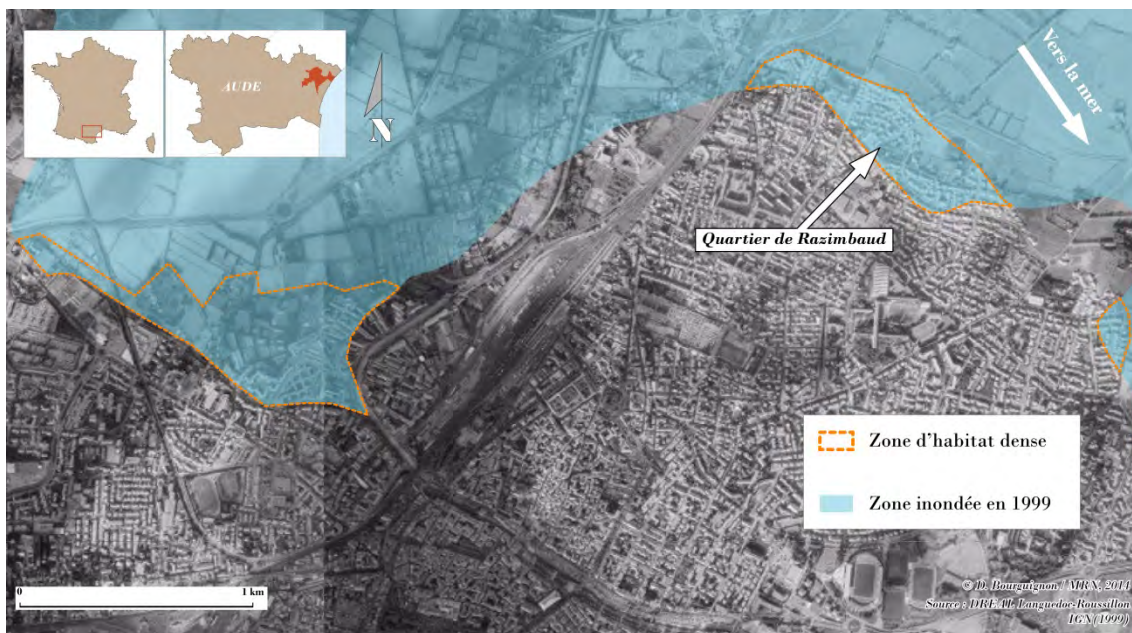 AUDE
N
Vers la mer
Quartier de Razimbaud
Zone d'habitat dense
Zone inondée en 1999
0 1 km
© D. Bourguignon / MRN, 2014
Source : DREAL Languedoc-Roussillon
IGN (1999)